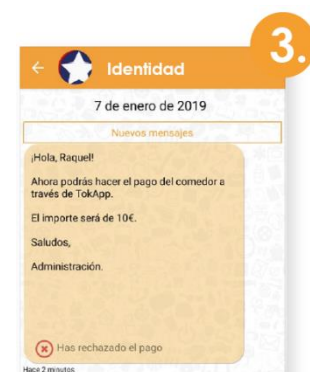 3.
Identidad
7 de enero de 2019
Nuevos mensajes
¡Hola, Raquel!
Ahora podrás hacer el pago del comedor a
través de TokApp.
El importe será de 10€.
Saludos,
Administración.
Has rechazado el pago
Hace 2 minutos